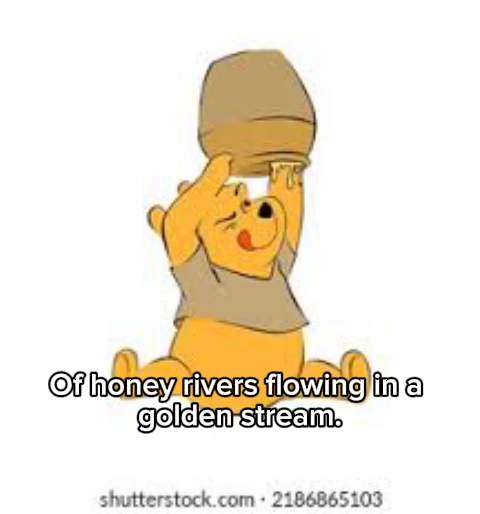 Of honey rivers flowing in a
golden stream.
shutterstock.com · 2186865103